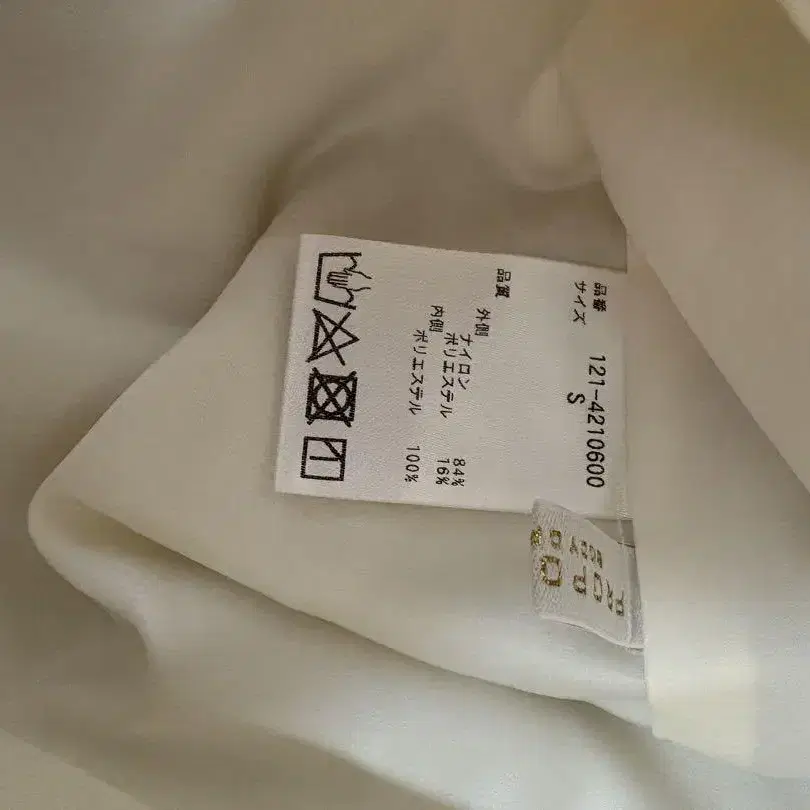 品番 121-4210600
サイズ S
品質
外側
ナイロン 84%
ポリエステル 16%
内側
ポリエステル 100%